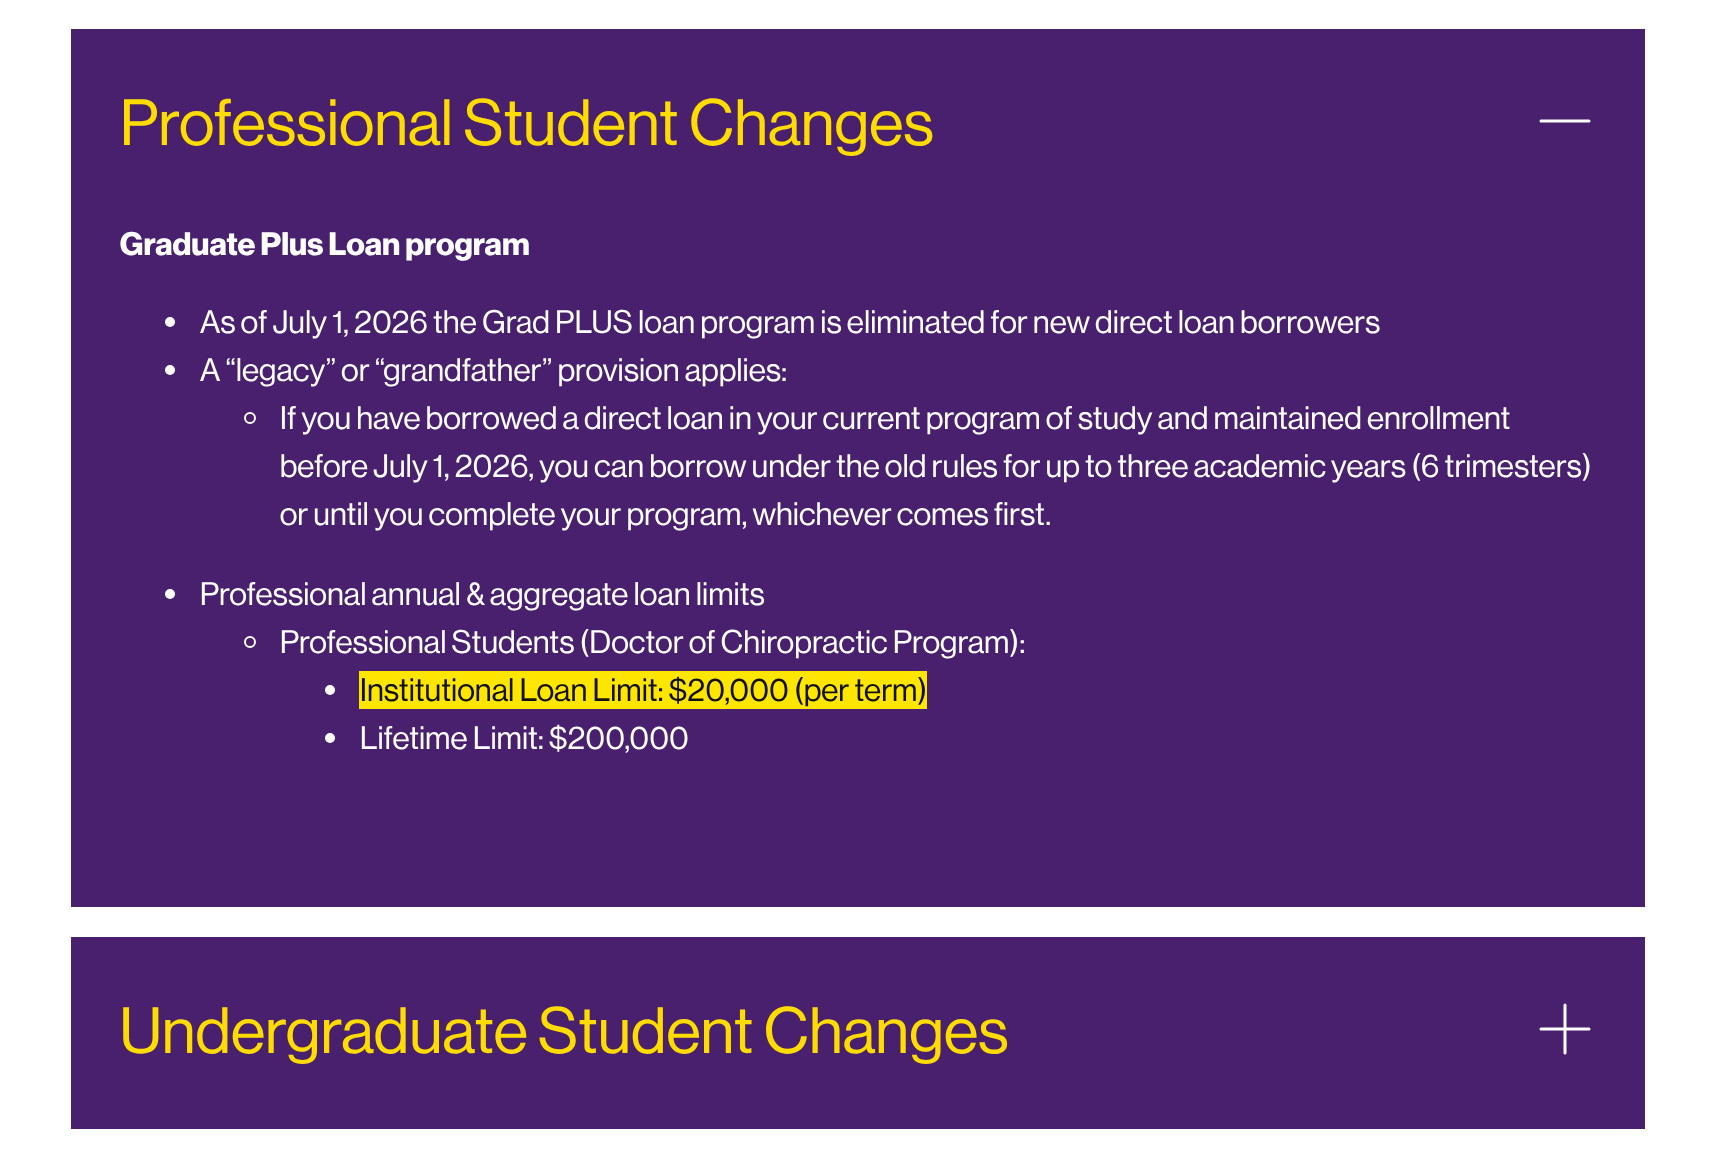 Professional Student Changes
Graduate Plus Loan program
As of July 1, 2026 the Grad PLUS loan program is eliminated for new direct loan borrowers
A “legacy” or “grandfather” provision applies:
If you have borrowed a direct loan in your current program of study and maintained enrollment
before July 1, 2026, you can borrow under the old rules for up to three academic years (6 trimesters)
or until you complete your program, whichever comes first.
Professional annual & aggregate loan limits
Professional Students (Doctor of Chiropractic Program):
Institutional Loan Limit: $20,000 (per term)
Lifetime Limit: $200,000
Undergraduate Student Changes